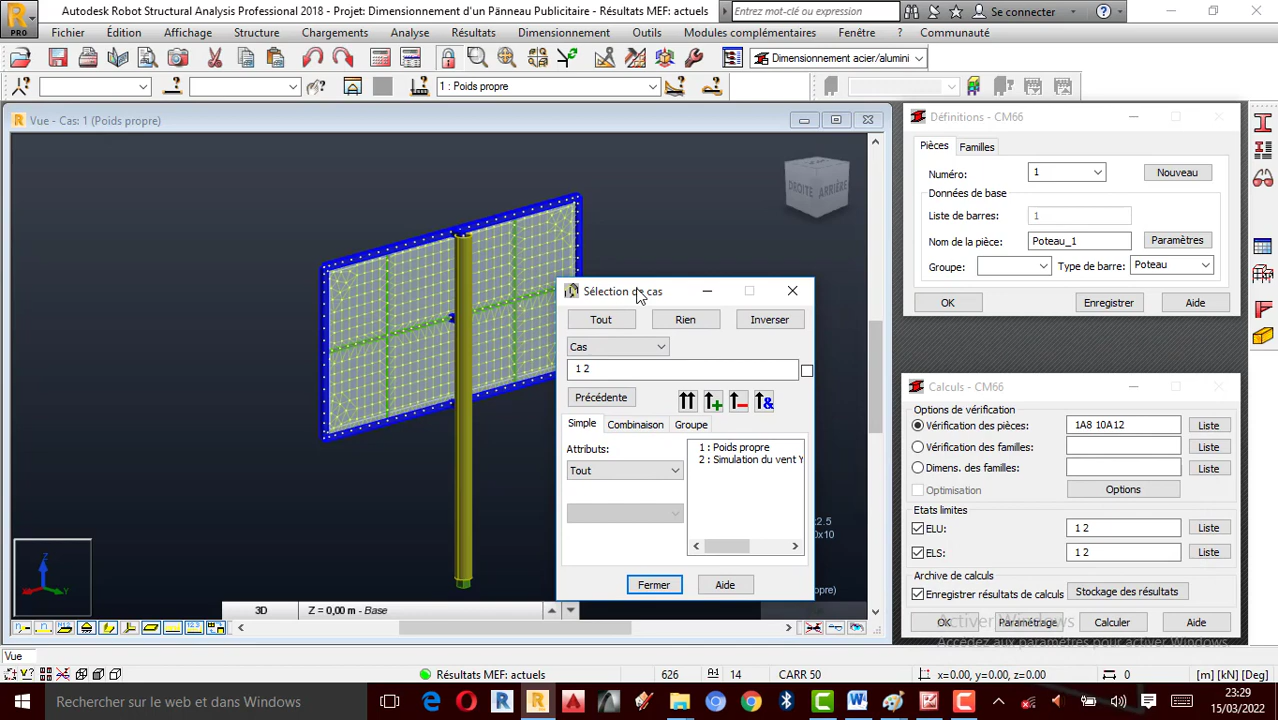 Autodesk Robot Structural Analysis Professional 2018 - Projet: Dimensionnement d'un Pänneau Publicitaire - Résultats MEF: actuels
Entrez mot-clé ou expression
Se connecter
PRO
Fichier Édition Affichage Structure Chargements Analyse Résultats Dimensionnement Outils Modules complémentaires Fenêtre ? Communauté
Dimensionnement acier/alumini
1 : Poids propre
Vue - Cas: 1 (Poids propre)
DROITE
ARRIÈRE
Sélection de cas
Tout Rien Inverser
Cas
1 2
Précédente
Simple Combinaison Groupe
Attributs:
Tout
1 : Poids propre
2 : Simulation du vent Y
Fermer Aide
Z
Y
3D Z = 0,00 m - Base
Définitions - CM66
Pièces Familles
Numéro: 1 Nouveau
Données de base
Liste de barres: 1
Nom de la pièce: Poteau_1 Paramètres
Groupe: Type de barre: Poteau
OK Enregistrer Aide
Calculs - CM66
Options de vérification
Vérification des pièces: 1A8 10A12 Liste
Vérification des familles: Liste
Dimens. des familles: Liste
Optimisation Options
Etats limites
ELU: 1 2 Liste
ELS: 1 2 Liste
Archive de calculs
Enregistrer résultats de calculs Stockage des résultats
OK Paramétrage Calculer Aide
Activer Windows
Accédez aux paramètres pour activer Windows.
Vue
Résultats MEF: actuels 626 14 CARR 50 x=0.00, y=0.00, z=0.00 0 [m] [kN] [Deg]
Rechercher sur le web et dans Windows
23:29
15/03/2022